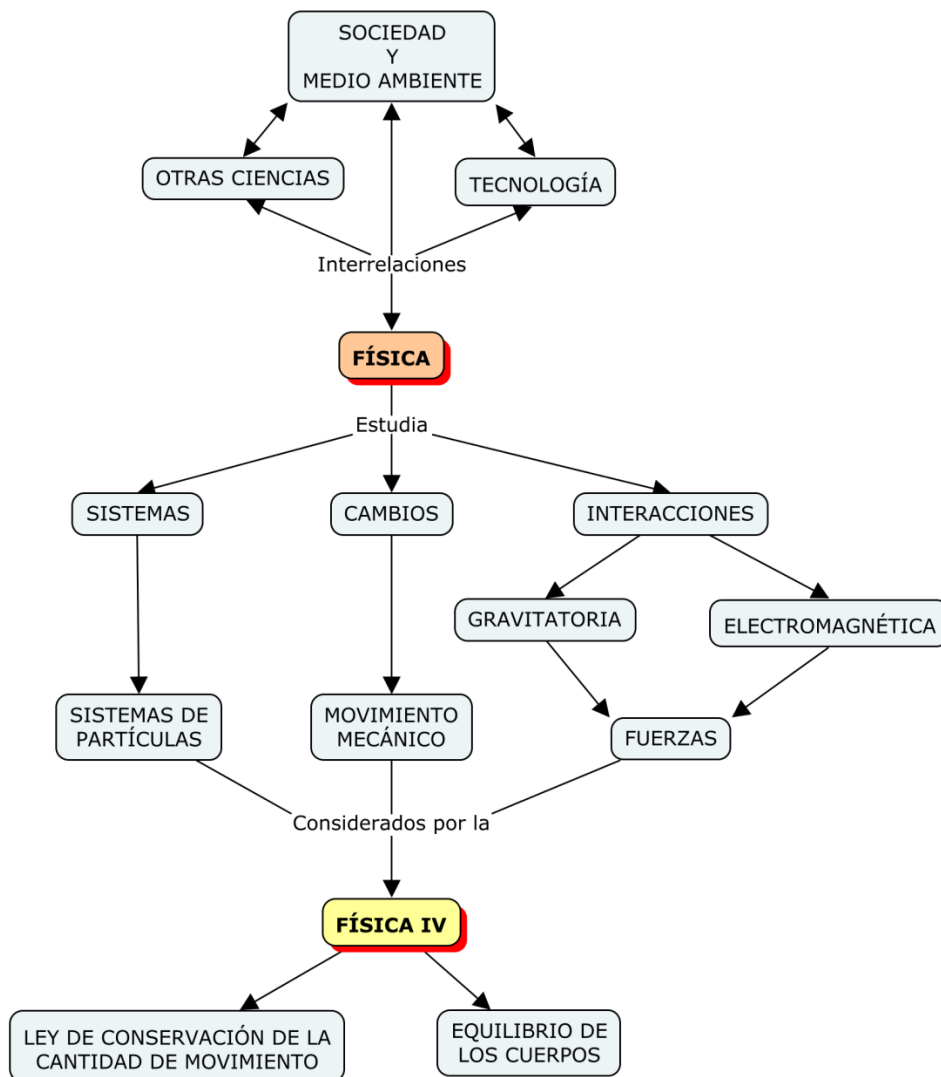 SOCIEDAD
Y
MEDIO AMBIENTE
OTRAS CIENCIAS
TECNOLOGÍA
Interrelaciones
FÍSICA
Estudia
SISTEMAS
CAMBIOS
INTERACCIONES
GRAVITATORIA
ELECTROMAGNÉTICA
SISTEMAS DE
PARTÍCULAS
MOVIMIENTO
MECÁNICO
FUERZAS
Considerados por la
FÍSICA IV
LEY DE CONSERVACIÓN DE LA
CANTIDAD DE MOVIMIENTO
EQUILIBRIO DE
LOS CUERPOS